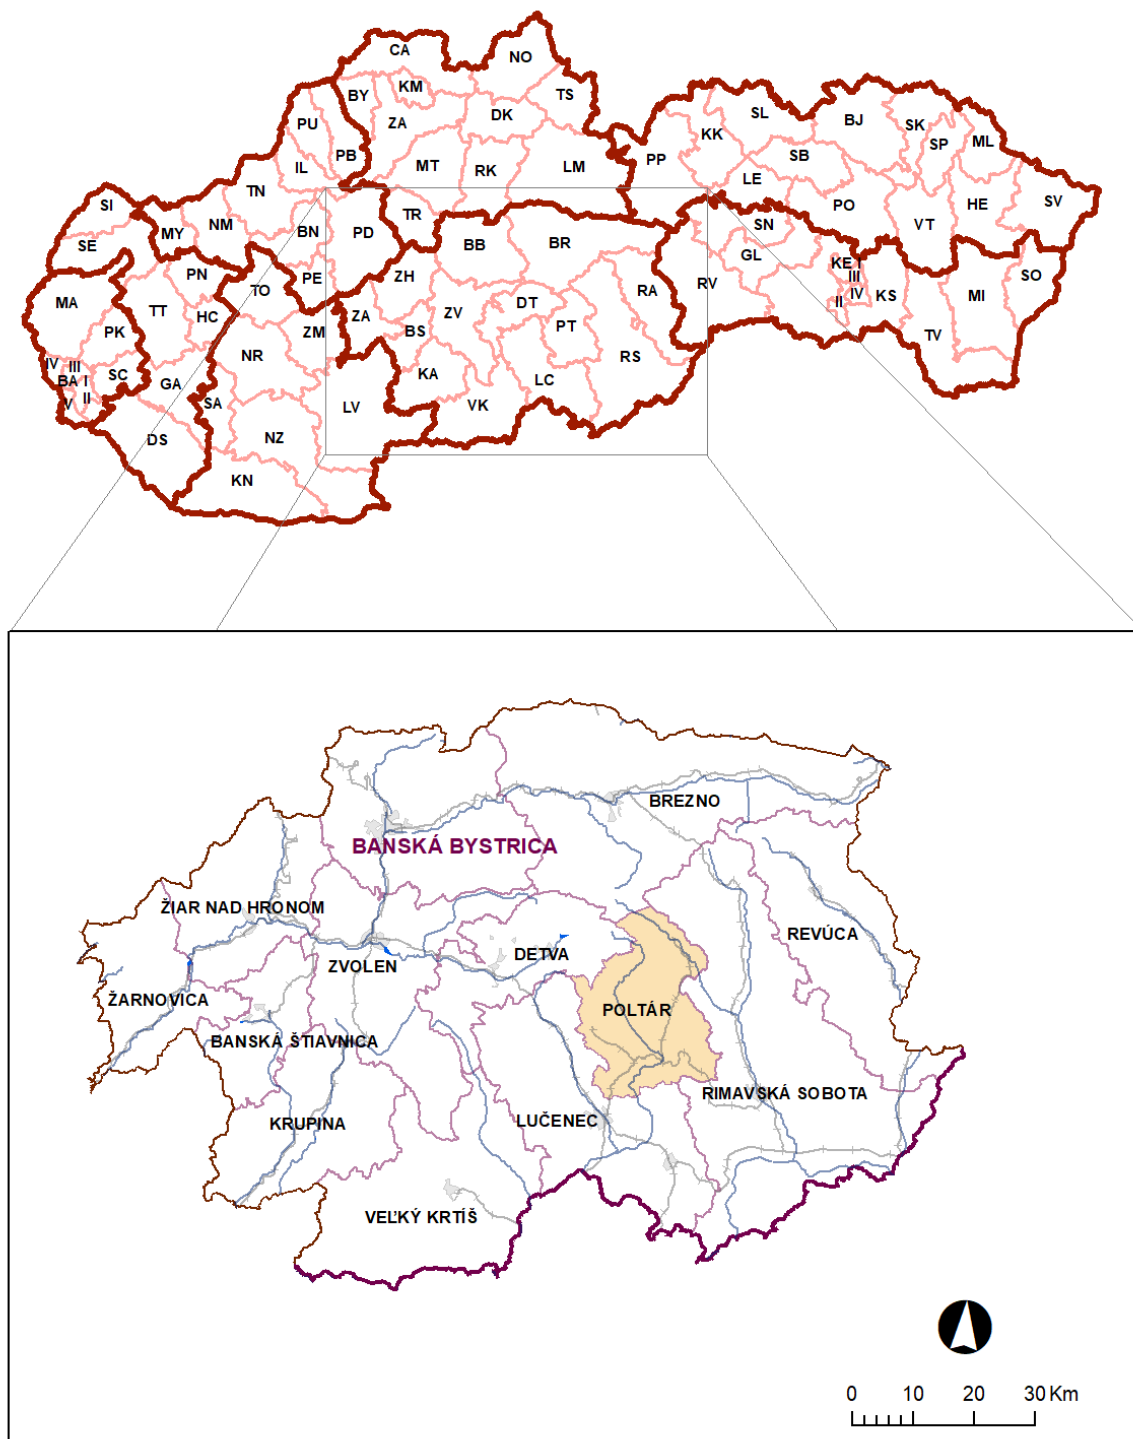 CA
NO
BY
KM
TS
PU
ZA
DK
PB
IL
MT
RK
LM
TN
SI
MY
NM
BN
PD
TR
SE
BB
BR
PP
KK
SL
BJ
SK
SP
ML
SB
LE
PO
HE
SV
VT
SN
GL
RV
KE I
III
IV
II
KS
MI
SO
TV
PN
TO
PE
ZH
MA
TT
HC
ZM
ZA
BS
ZV
DT
PT
RA
RS
PK
NR
KA
LC
VK
IV
III
BA
I
II
V
SC
GA
SA
LV
DS
NZ
KN
BREZNO
BANSKÁ BYSTRICA
ŽIAR NAD HRONOM
REVÚCA
DETVA
ZVOLEN
ŽARNOVICA
POLTÁR
BANSKÁ ŠTIAVNICA
RIMAVSKÁ SOBOTA
KRUPINA
LUČENEC
VEĽKÝ KRTÍŠ
0 10 20 30 Km